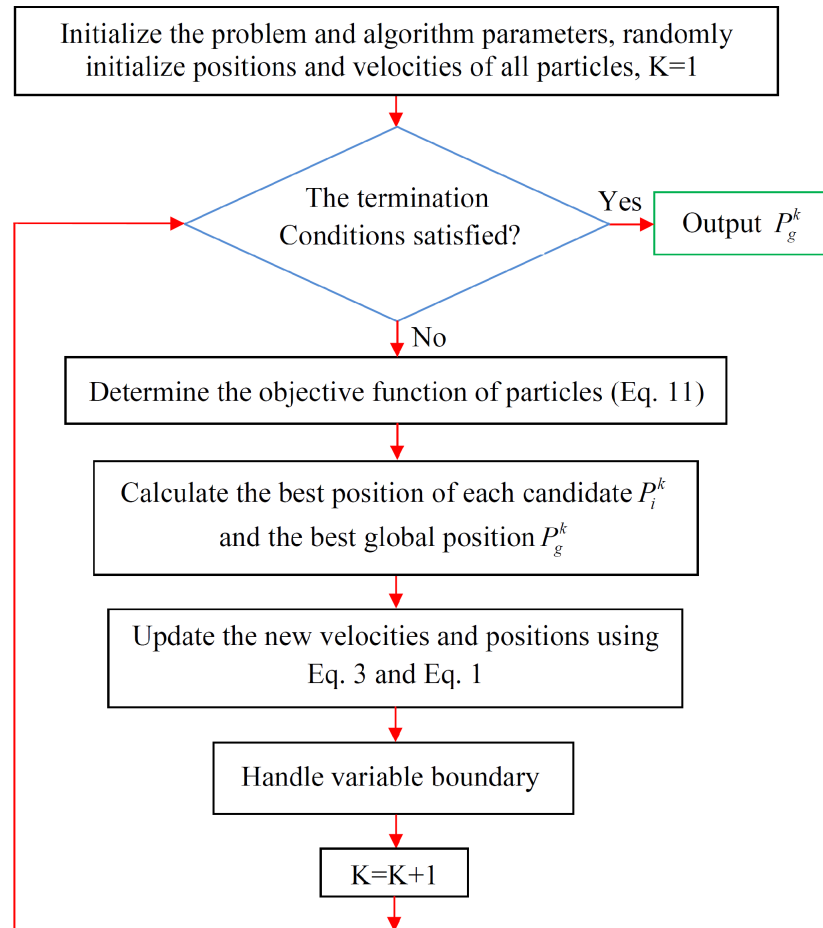 Initialize the problem and algorithm parameters, randomly
initialize positions and velocities of all particles, K=1
The termination
Conditions satisfied?
Yes
Output $P_g^k$
No
Determine the objective function of particles (Eq. 11)
Calculate the best position of each candidate $P_i^k$
and the best global position $P_g^k$
Update the new velocities and positions using
Eq. 3 and Eq. 1
Handle variable boundary
K=K+1